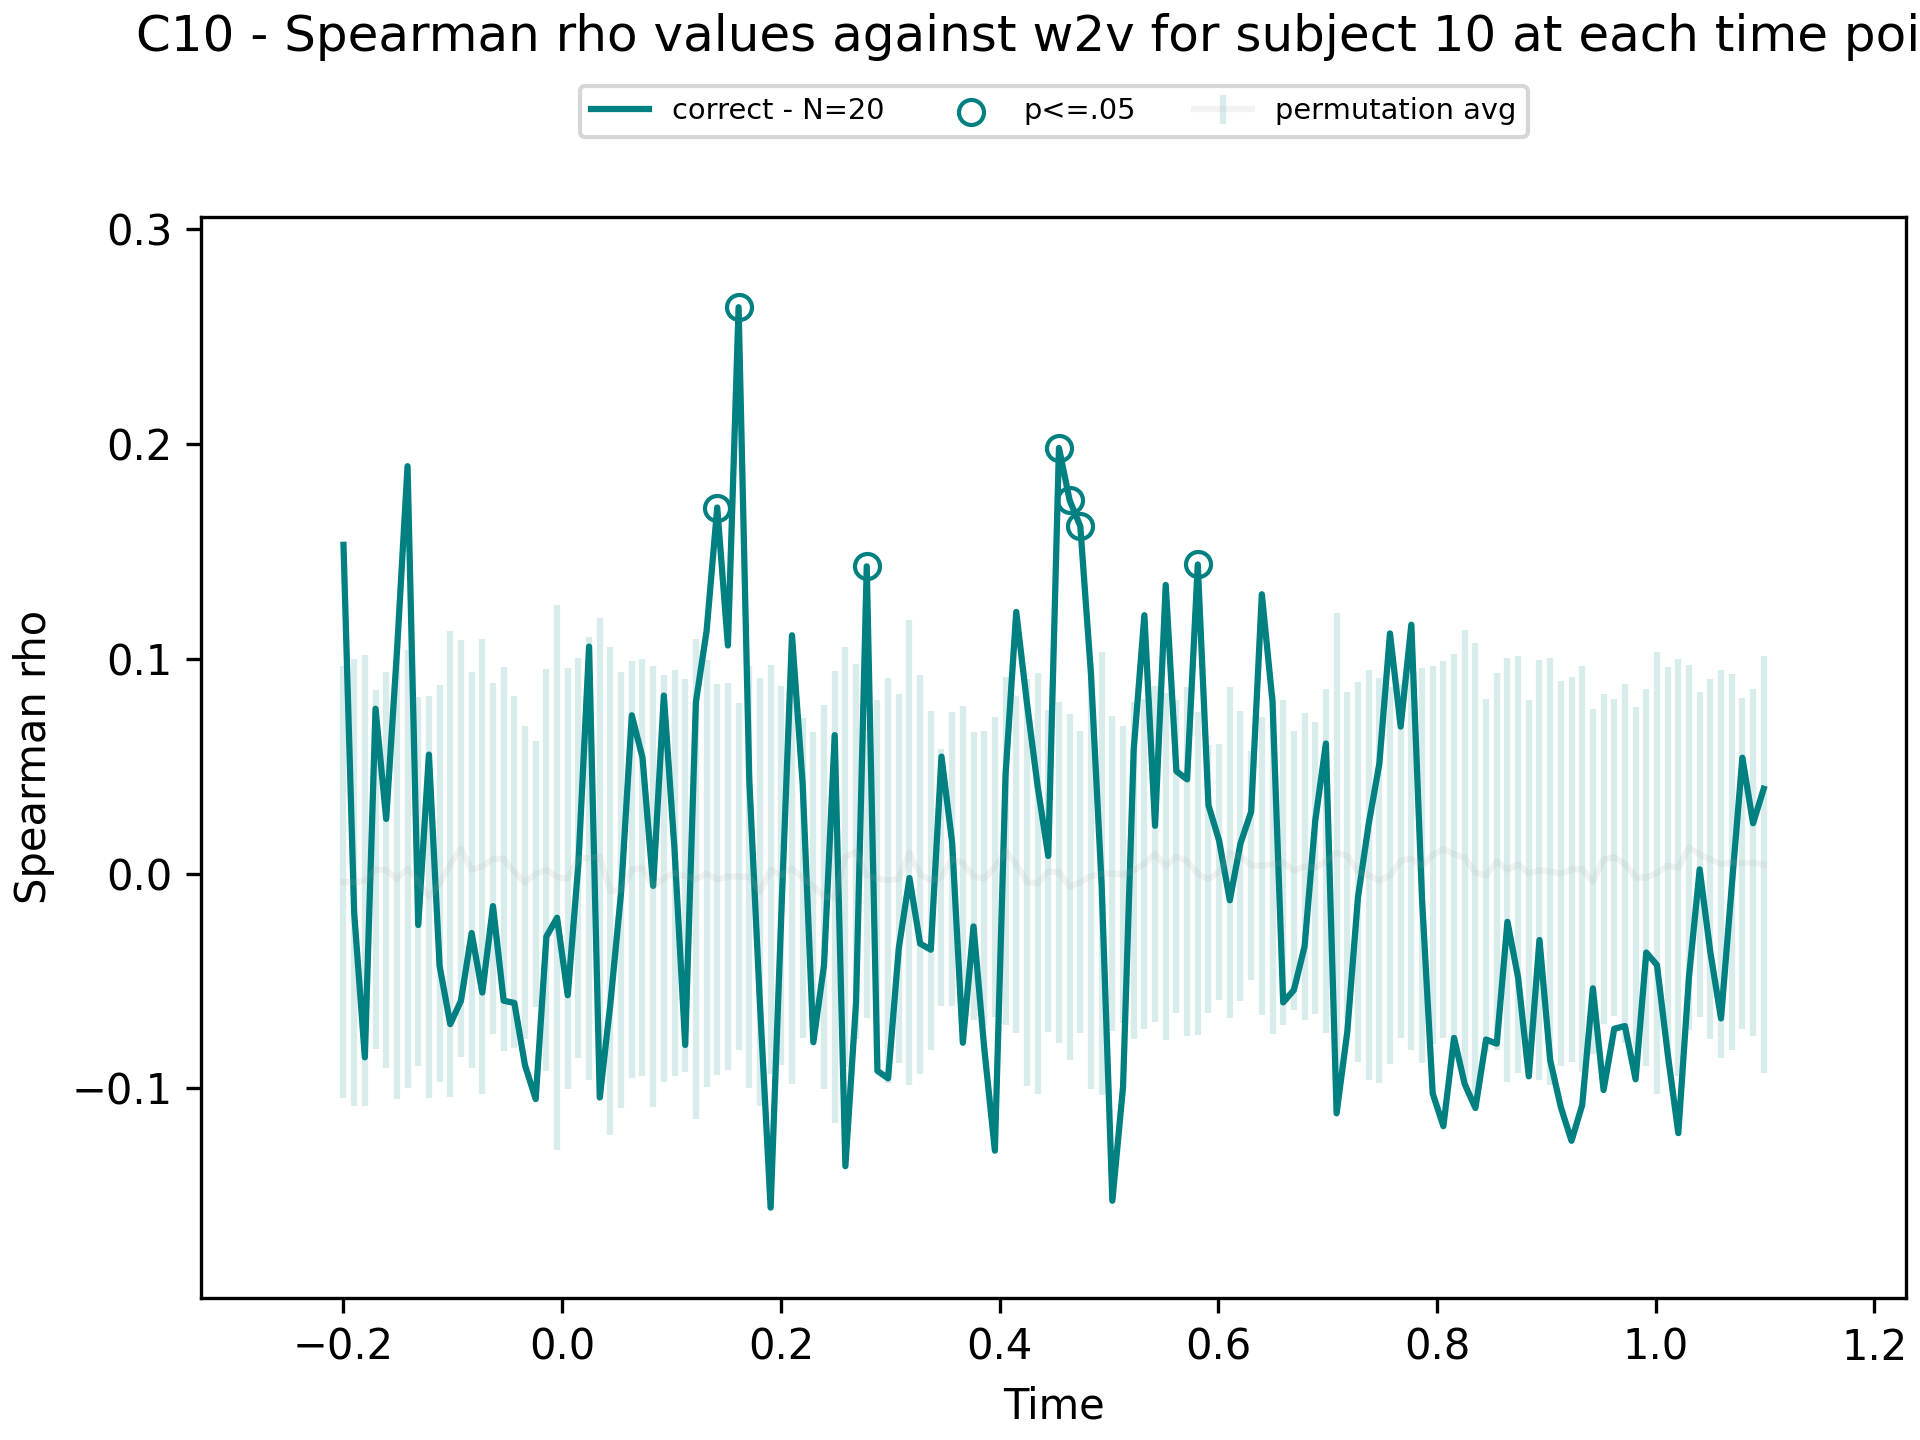 C10 - Spearman rho values against w2v for subject 10 at each time poi
correct - N=20 p<=.05 permutation avg
0.3
0.2
0.1
0.0
−0.1
Spearman rho
−0.2 0.0 0.2 0.4 0.6 0.8 1.0 1.2
Time